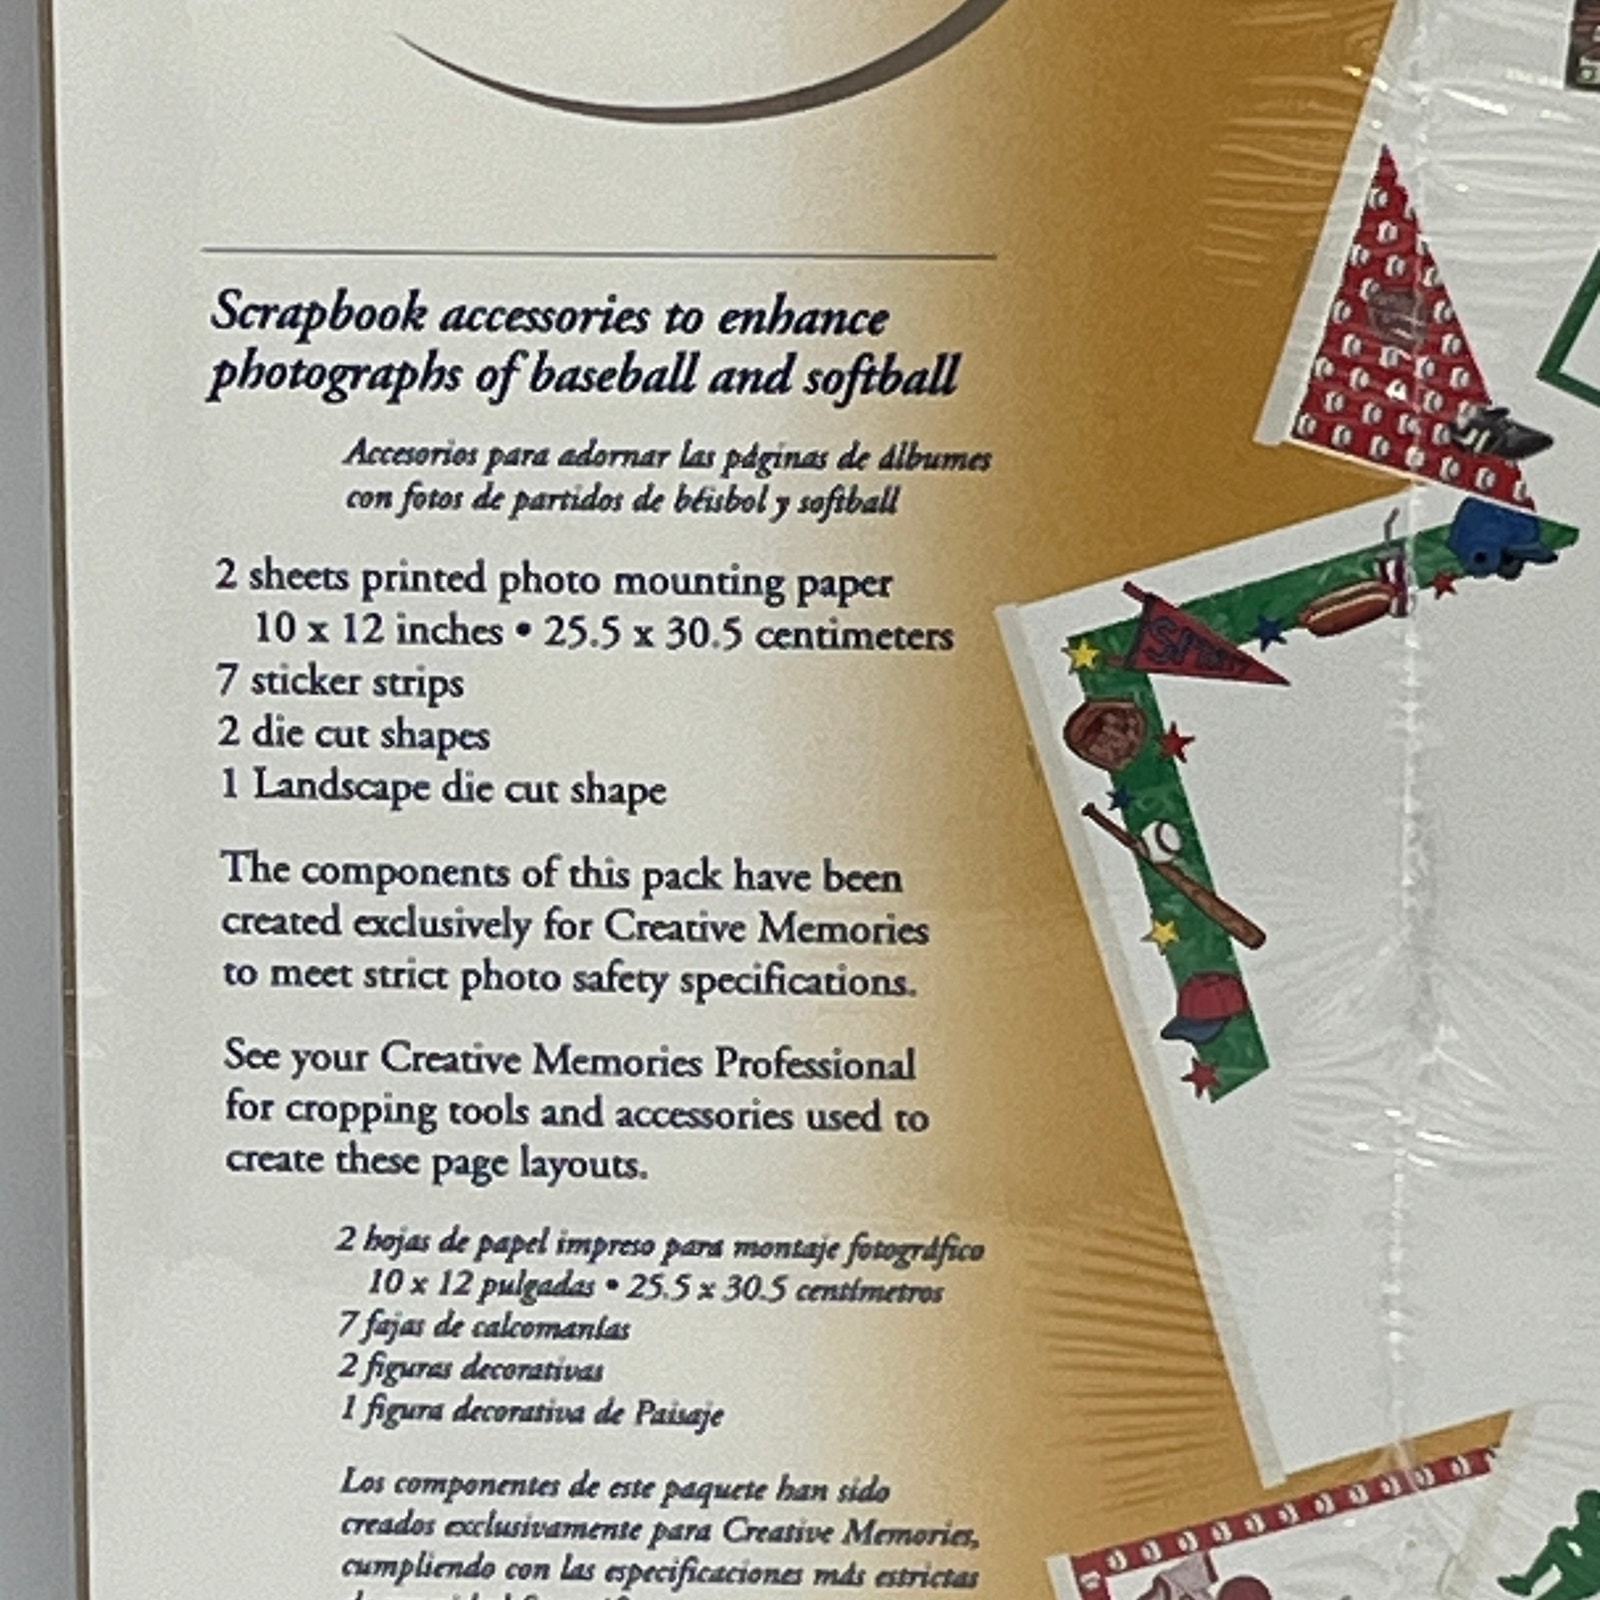 Scrapbook accessories to enhance
photographs of baseball and softball
Accesorios para adornar las páginas de álbumes
con fotos de partidos de béisbol y softball
2 sheets printed photo mounting paper
10 x 12 inches • 25.5 x 30.5 centimeters
7 sticker strips
2 die cut shapes
1 Landscape die cut shape
The components of this pack have been
created exclusively for Creative Memories
to meet strict photo safety specifications.
See your Creative Memories Professional
for cropping tools and accessories used to
create these page layouts.
2 hojas de papel impreso para montaje fotográfico
10 x 12 pulgadas • 25.5 x 30.5 centímetros
7 fajas de calcomanías
2 figuras decorativas
1 figura decorativa de Paisaje
Los componentes de este paquete han sido
creados exclusivamente para Creative Memories,
cumpliendo con las especificaciones más estrictas